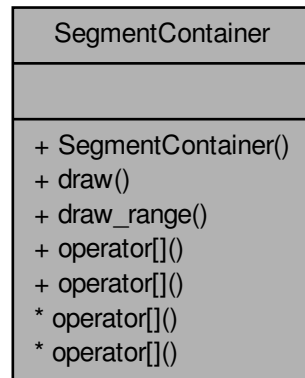 SegmentContainer
+ SegmentContainer()
+ draw()
+ draw_range()
+ operator[]()
+ operator[]()
* operator[]()
* operator[]()